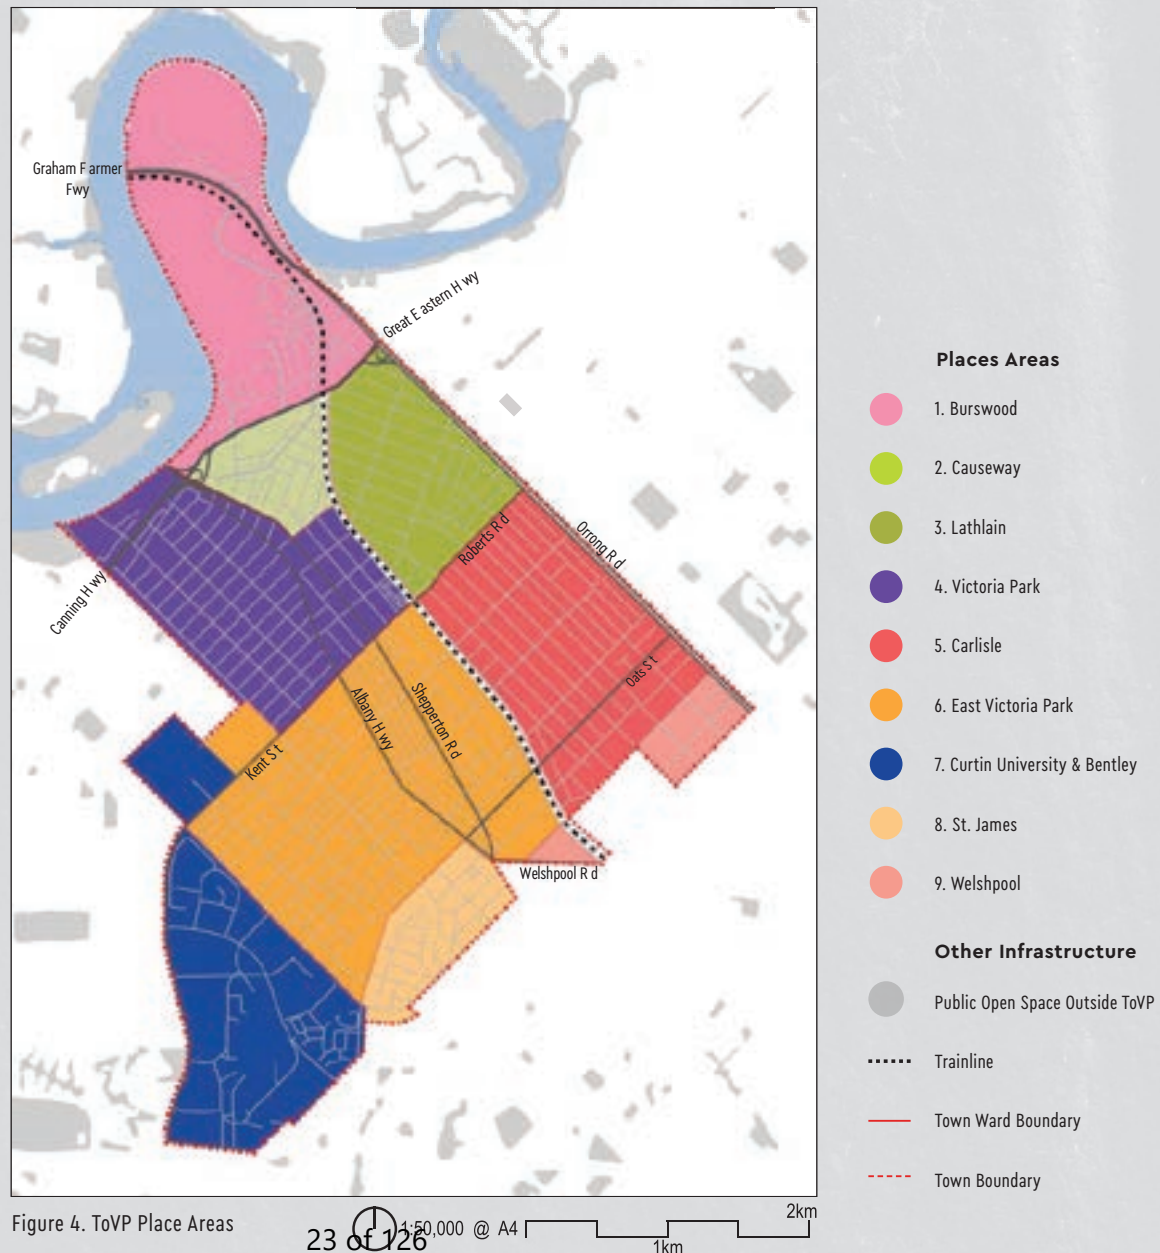 Graham Farmer
Fwy
Great Eastern Hwy
Canning Hwy
Roberts Rd
Orrong Rd
Oats St
Shepperton Rd
Albany Hwy
Kent St
Welshpool Rd
Places Areas
1. Burswood
2. Causeway
3. Lathlain
4. Victoria Park
5. Carlisle
6. East Victoria Park
7. Curtin University & Bentley
8. St. James
9. Welshpool
Other Infrastructure
Public Open Space Outside ToVP
Trainline
Town Ward Boundary
Town Boundary
Figure 4. ToVP Place Areas
1:50,000 @ A4
2km
1km
23 of 126